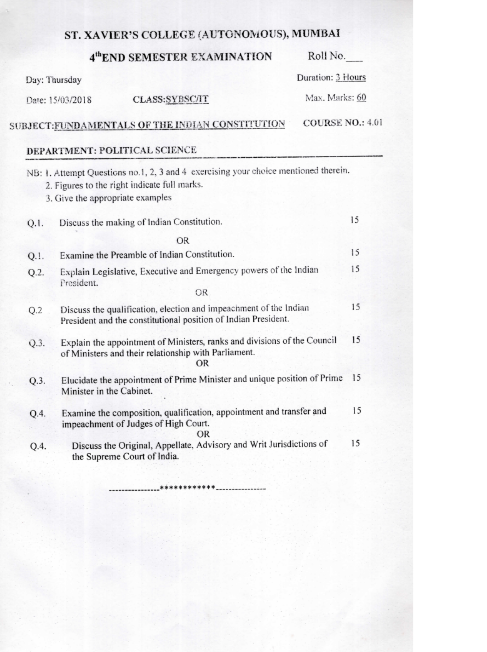 ST. XAVIER'S COLLEGE (AUTONOMOUS), MUMBAI
4th END SEMESTER EXAMINATION Roll No.____
Day: Thursday Duration: 3 Hours
Date: 15/03/2018 CLASS:SYBSC/IT Max. Marks: 60
SUBJECT:FUNDAMENTALS OF THE INDIAN CONSTITUTION COURSE NO.: 4.01
DEPARTMENT: POLITICAL SCIENCE
NB: 1. Attempt Questions no.1, 2, 3 and 4 exercising your choice mentioned therein.
2. Figures to the right indicate full marks.
3. Give the appropriate examples
Q.1. Discuss the making of Indian Constitution. 15
OR
Q.1. Examine the Preamble of Indian Constitution. 15
Q.2. Explain Legislative, Executive and Emergency powers of the Indian 15
President.
OR
Q.2 Discuss the qualification, election and impeachment of the Indian 15
President and the constitutional position of Indian President.
Q.3. Explain the appointment of Ministers, ranks and divisions of the Council 15
of Ministers and their relationship with Parliament.
OR
Q.3. Elucidate the appointment of Prime Minister and unique position of Prime 15
Minister in the Cabinet.
Q.4. Examine the composition, qualification, appointment and transfer and 15
impeachment of Judges of High Court.
OR
Q.4. Discuss the Original, Appellate, Advisory and Writ Jurisdictions of 15
the Supreme Court of India.
----------------************----------------